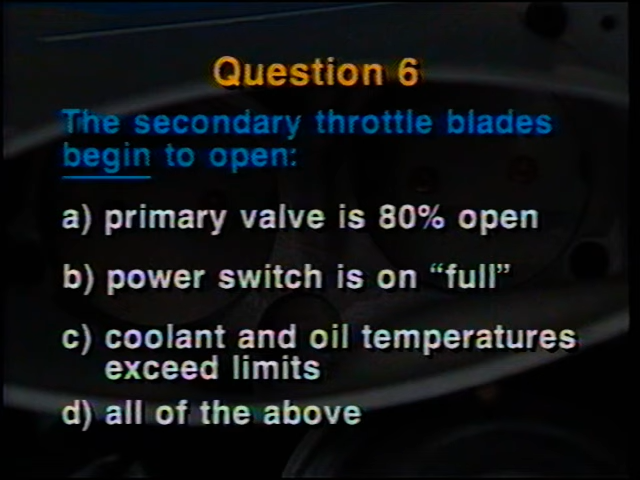 Question 6
The secondary throttle blades
begin to open:
a) primary valve is 80% open
b) power switch is on “full”
c) coolant and oil temperatures
exceed limits
d) all of the above